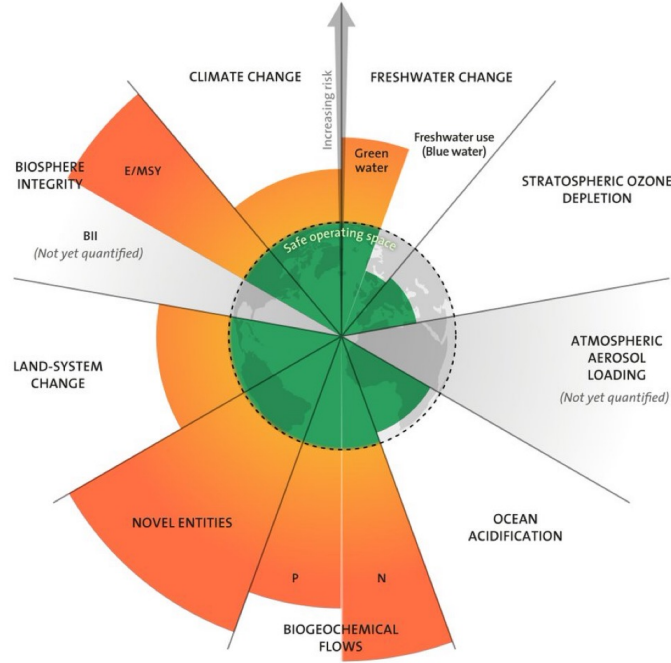 CLIMATE CHANGE
FRESHWATER CHANGE
Increasing risk
Green
water
Freshwater use
(Blue water)
BIOSPHERE
INTEGRITY
E/MSY
STRATOSPHERIC OZONE
DEPLETION
BII
(Not yet quantified)
Safe operating space
LAND-SYSTEM
CHANGE
ATMOSPHERIC
AEROSOL
LOADING
(Not yet quantified)
NOVEL ENTITIES
OCEAN
ACIDIFICATION
P
N
BIOGEOCHEMICAL
FLOWS